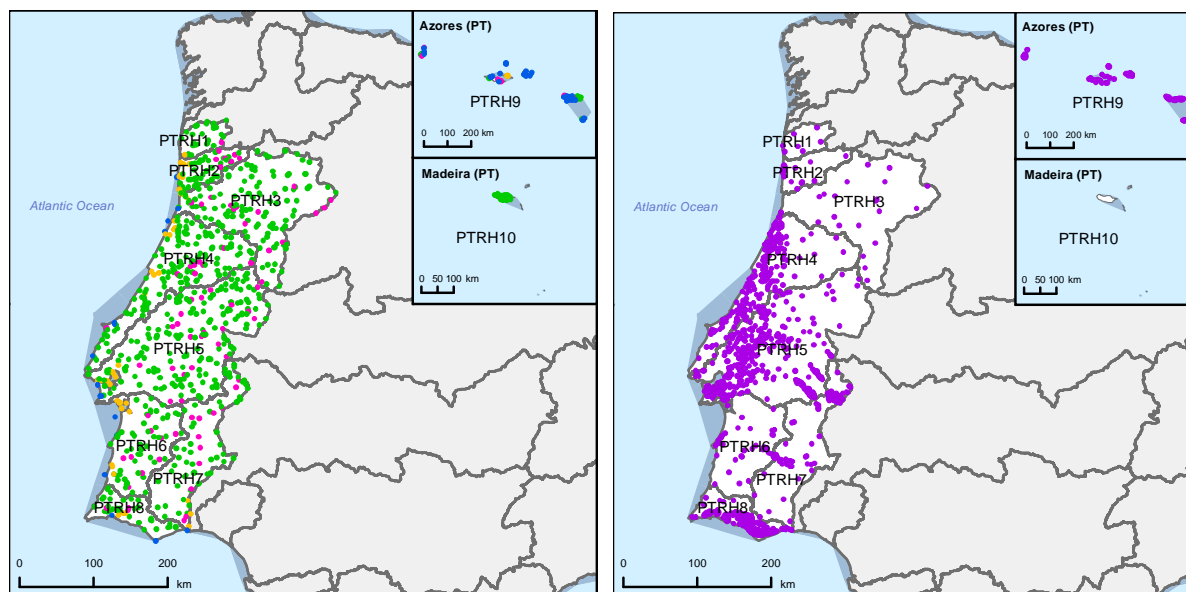 Azores (PT)
PTRH9
0 100 200 km
Madeira (PT)
PTRH10
0 50 100 km
PTRH1
PTRH2
PTRH3
Atlantic Ocean
PTRH4
PTRH5
PTRH6
PTRH7
PTRH8
0 100 200
km
Azores (PT)
PTRH9
0 100 200 km
Madeira (PT)
PTRH10
0 50 100 km
PTRH1
PTRH2
PTRH3
Atlantic Ocean
PTRH4
PTRH5
PTRH6
PTRH7
PTRH8
0 100 200
km